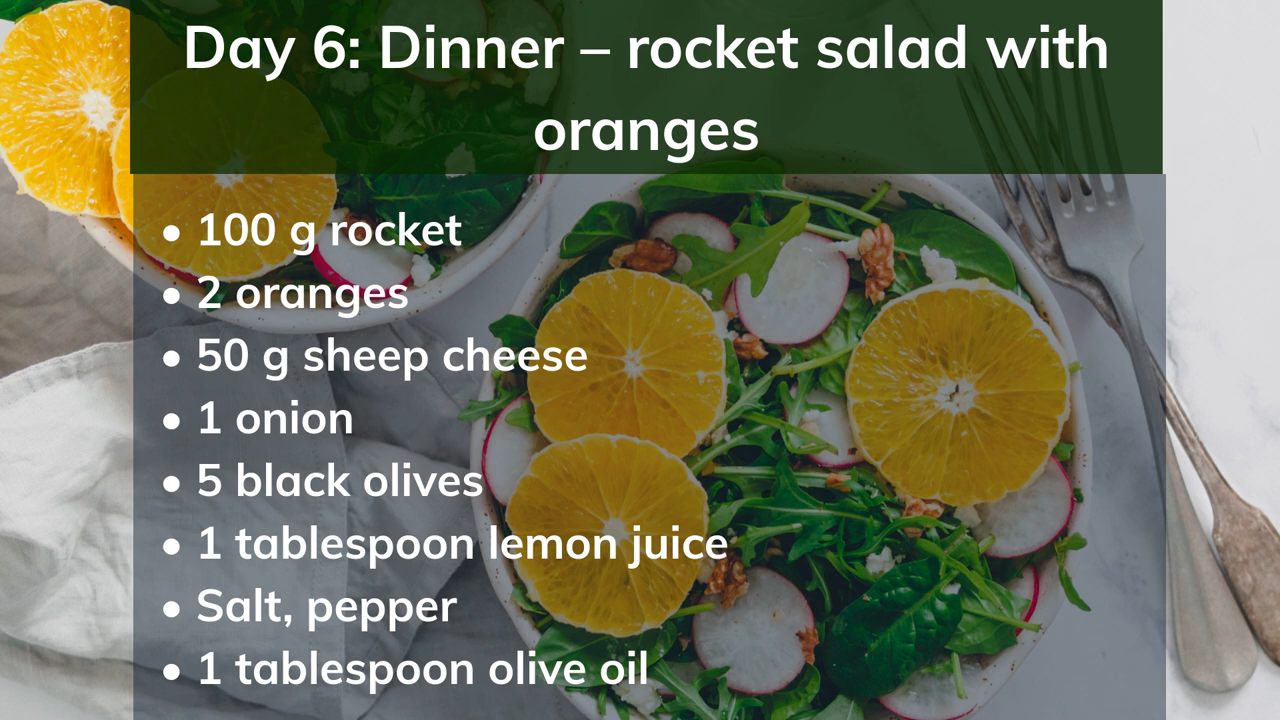 Day 6: Dinner – rocket salad with
oranges
• 100 g rocket
• 2 oranges
• 50 g sheep cheese
• 1 onion
• 5 black olives
• 1 tablespoon lemon juice
• Salt, pepper
• 1 tablespoon olive oil